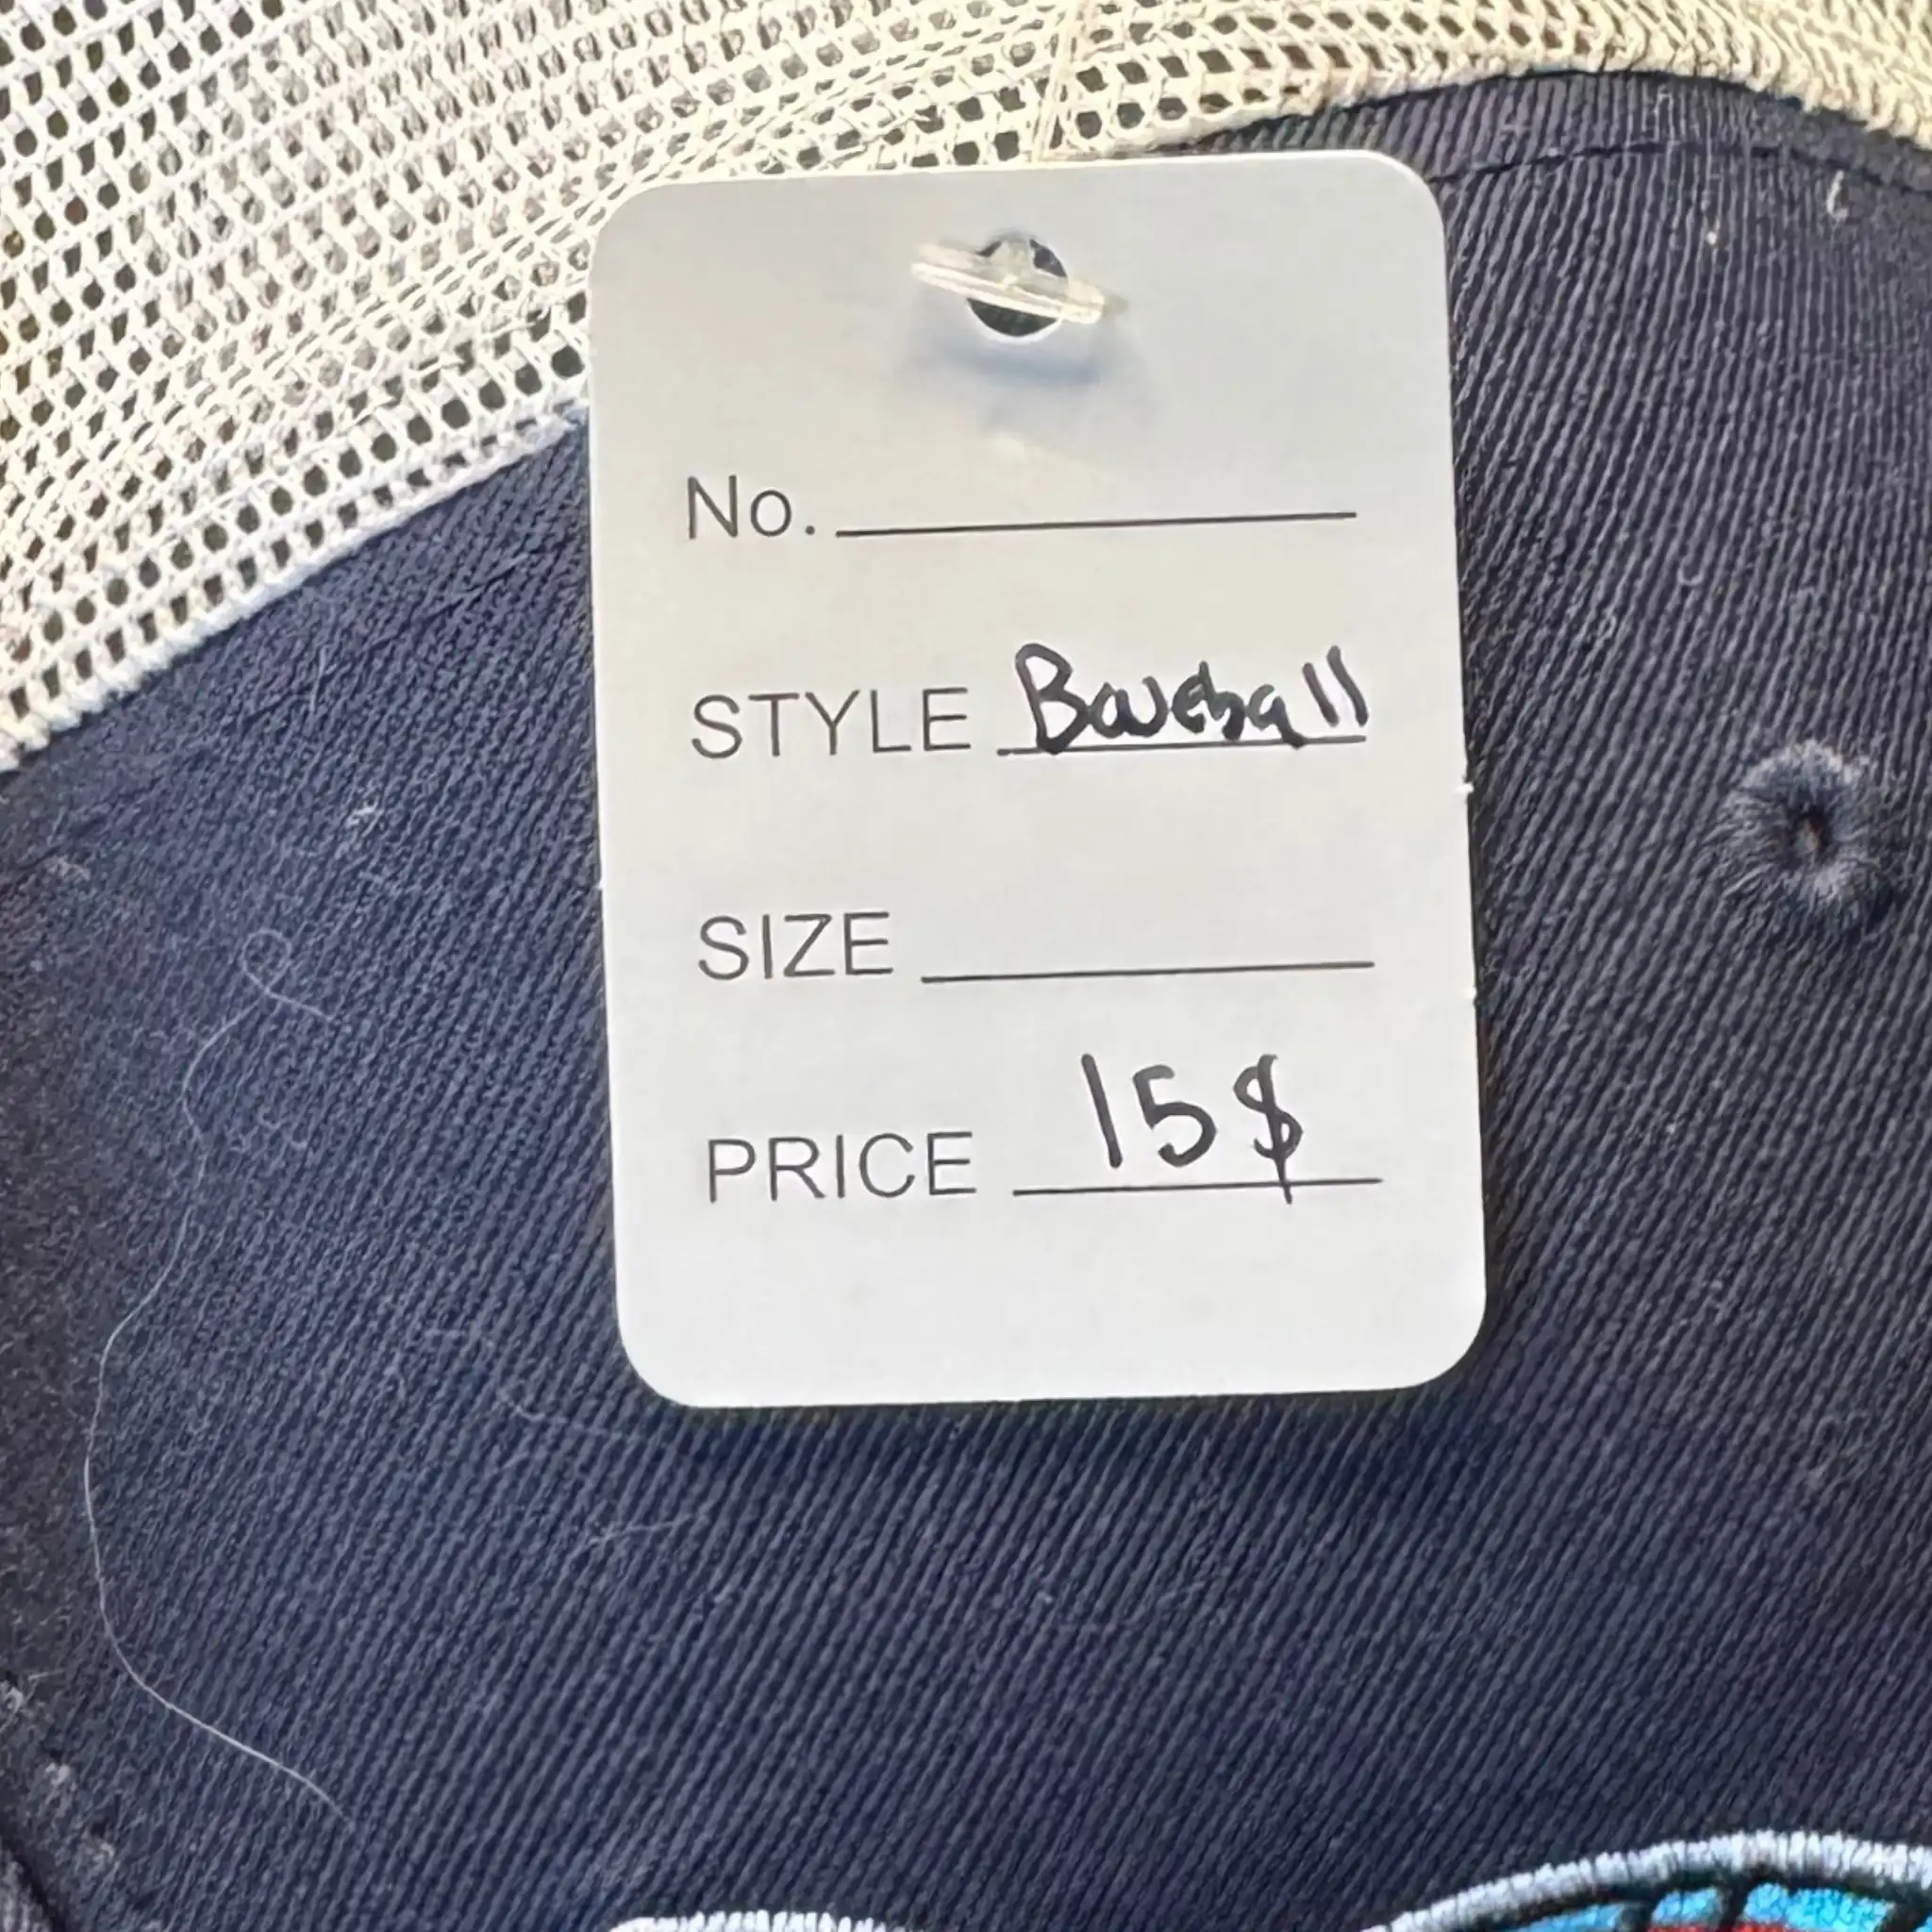 No.
STYLE Baseball
SIZE
PRICE 15$